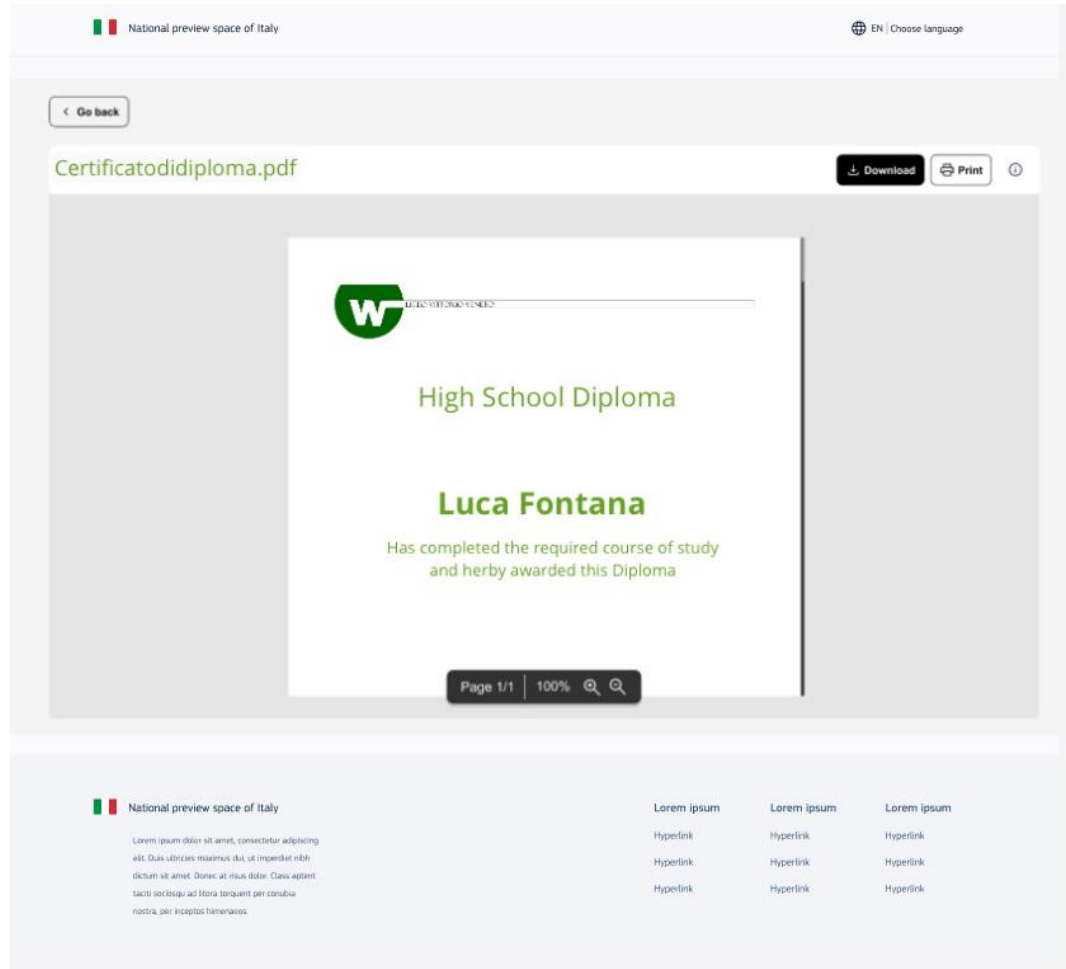 National preview space of Italy
EN | Choose language
< Go back
Certificatodidiploma.pdf
Download
Print
W
LICEO VITTORIO VENETO
High School Diploma
Luca Fontana
Has completed the required course of study
and herby awarded this Diploma
Page 1/1 | 100%
National preview space of Italy
Lorem ipsum dolor sit amet, consectetur adipiscing
elit. Duis ultricies maximus dui, ut imperdiet nibh
dictum sit amet. Donec at risus dolor. Class aptent
taciti sociosqu ad litora torquent per conubia
nostra, per inceptos himenaeos.
Lorem ipsum
Hyperlink
Hyperlink
Hyperlink
Lorem ipsum
Hyperlink
Hyperlink
Hyperlink
Lorem ipsum
Hyperlink
Hyperlink
Hyperlink